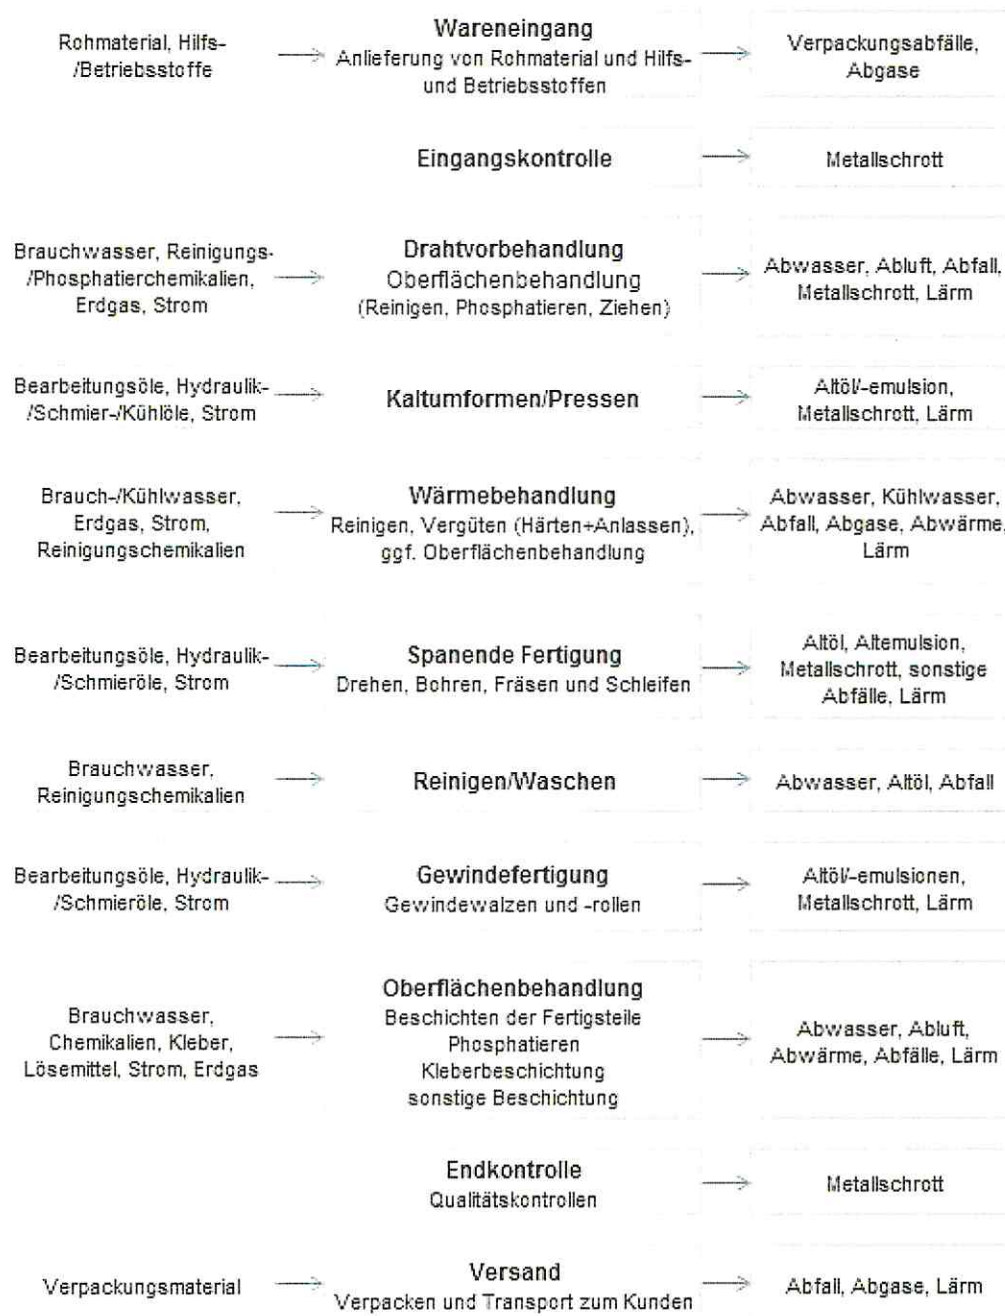 Rohmaterial, Hilfs-
/Betriebsstoffe
Wareneingang
Anlieferung von Rohmaterial und Hilfs-
und Betriebsstoffen
Verpackungsabfälle,
Abgase
Eingangskontrolle
Metallschrott
Brauchwasser, Reinigungs-
/Phosphatierchemikalien,
Erdgas, Strom
Drahtvorbehandlung
Oberflächenbehandlung
(Reinigen, Phosphatieren, Ziehen)
Abwasser, Abluft, Abfall,
Metallschrott, Lärm
Bearbeitungsöle, Hydraulik-
/Schmier-/Kühlöle, Strom
Kaltumformen/Pressen
Altöl/-emulsion,
Metallschrott, Lärm
Brauch-/Kühlwasser,
Erdgas, Strom,
Reinigungschemikalien
Wärmebehandlung
Reinigen, Vergüten (Härten+Anlassen),
ggf. Oberflächenbehandlung
Abwasser, Kühlwasser,
Abfall, Abgase, Abwärme,
Lärm
Bearbeitungsöle, Hydraulik-
/Schmieröle, Strom
Spanende Fertigung
Drehen, Bohren, Fräsen und Schleifen
Altöl, Altemulsion,
Metallschrott, sonstige
Abfälle, Lärm
Brauchwasser,
Reinigungschemikalien
Reinigen/Waschen
Abwasser, Altöl, Abfall
Bearbeitungsöle, Hydraulik-
/Schmieröle, Strom
Gewindefertigung
Gewindewalzen und -rollen
Altöl/-emulsionen,
Metallschrott, Lärm
Brauchwasser,
Chemikalien, Kleber,
Lösemittel, Strom, Erdgas
Oberflächenbehandlung
Beschichten der Fertigsteile
Phosphatieren
Kleberbeschichtung
sonstige Beschichtung
Abwasser, Abluft,
Abwärme, Abfälle, Lärm
Endkontrolle
Qualitätskontrollen
Metallschrott
Verpackungsmaterial
Versand
Verpacken und Transport zum Kunden
Abfall, Abgase, Lärm